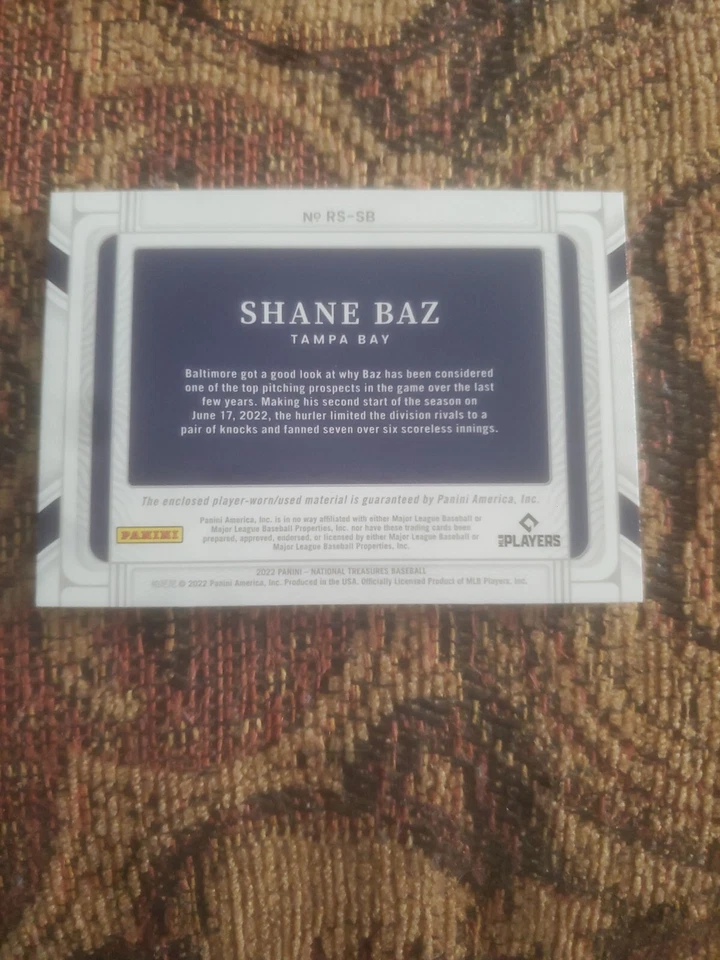 Nº RS-SB
SHANE BAZ
TAMPA BAY
Baltimore got a good look at why Baz has been considered
one of the top pitching prospects in the game over the last
few years. Making his second start of the season on
June 17, 2022, the hurler limited the division rivals to a
pair of knocks and fanned seven over six scoreless innings.
The enclosed player-worn/used material is guaranteed by Panini America, Inc.
PANINI
Panini America, Inc. is in no way affiliated with either Major League Baseball or
Major League Baseball Properties, Inc. nor have these trading cards been
prepared, approved, endorsed, or licensed by either Major League Baseball or
Major League Baseball Properties, Inc.
MLB PLAYERS
2022 PANINI – NATIONAL TREASURES BASEBALL
© 2022 Panini America, Inc. Produced in the USA. Officially Licensed Product of MLB Players, Inc.